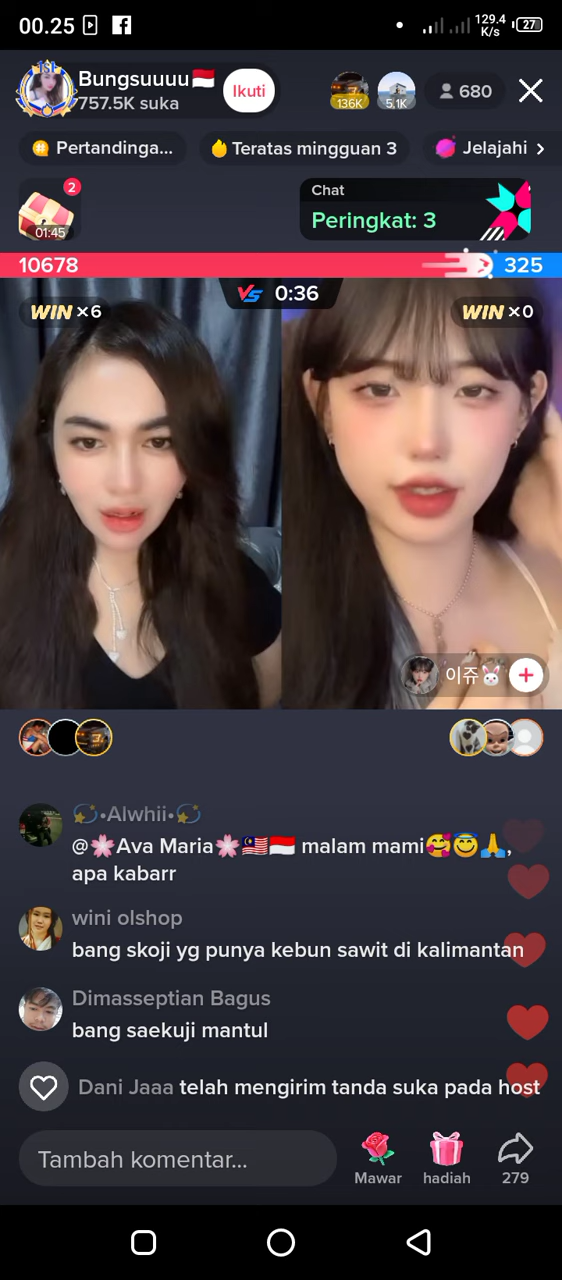 00.25
129.4
K/s
27
Bungsuuuu🇮🇩
757.5K suka
Ikuti
136K
5.1K
680
Pertandinga...
Teratas mingguan 3
Jelajahi
2
01:45
Chat
Peringkat: 3
10678
325
WIN ×6
VS 0:36
WIN ×0
이쥬🐰
💫•Alwhii•💫
@🌸Ava Maria🌸🇲🇾🇮🇩 malam mami🥰😇🙏,
apa kabarr
wini olshop
bang skoji yg punya kebun sawit di kalimantan
Dimasseptian Bagus
bang saekuji mantul
Dani Jaaa telah mengirim tanda suka pada host
Tambah komentar...
Mawar
hadiah
279